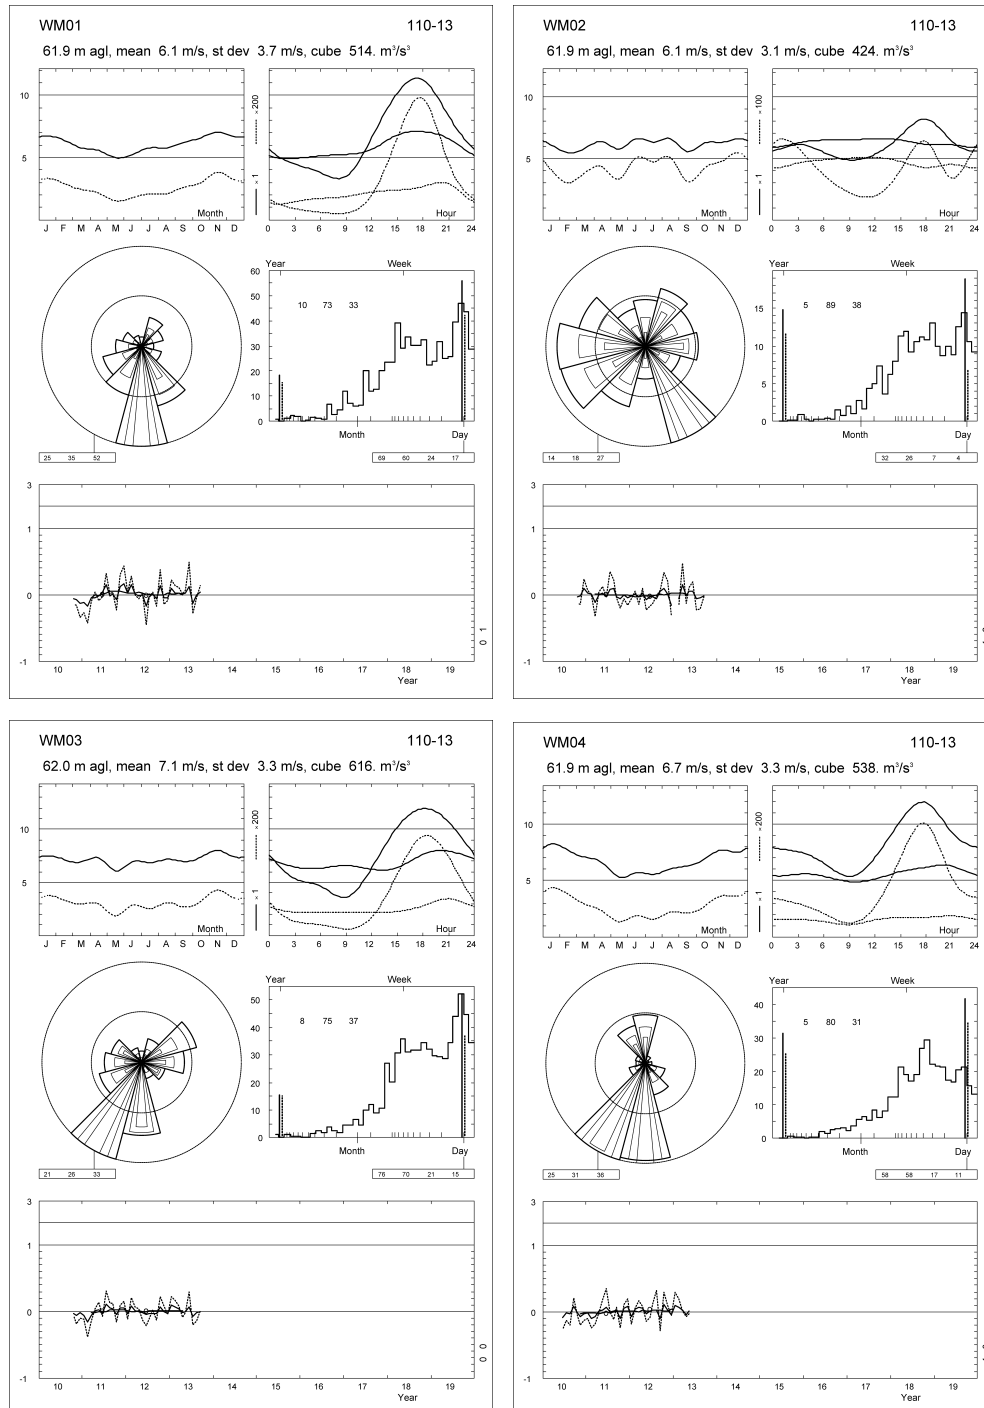 WM01 110-13
61.9 m agl, mean 6.1 m/s, st dev 3.7 m/s, cube 514. m³/s³
10
5
× 1 × 200
Month Hour
J F M A M J J A S O N D 0 3 6 9 12 15 18 21 24
Year Week
60
50
40
30
20
10
0
10 73 33
Month Day
25 35 52
69 60 24 17
3
1
0
-1
0 1
10 11 12 13 14 15 16 17 18 19
Year
WM02 110-13
61.9 m agl, mean 6.1 m/s, st dev 3.1 m/s, cube 424. m³/s³
10
5
× 1 × 100
Month Hour
J F M A M J J A S O N D 0 3 6 9 12 15 18 21 24
Year Week
15
10
5
0
5 89 38
Month Day
14 18 27
32 26 7 4
3
1
0
-1
10 11 12 13 14 15 16 17 18 19
Year
WM03 110-13
62.0 m agl, mean 7.1 m/s, st dev 3.3 m/s, cube 616. m³/s³
10
5
× 1 × 200
Month Hour
J F M A M J J A S O N D 0 3 6 9 12 15 18 21 24
Year Week
50
40
30
20
10
0
8 75 37
Month Day
21 26 33
76 70 21 15
3
1
0
-1
0 0
10 11 12 13 14 15 16 17 18 19
Year
WM04 110-13
61.9 m agl, mean 6.7 m/s, st dev 3.3 m/s, cube 538. m³/s³
10
5
× 1 × 200
Month Hour
J F M A M J J A S O N D 0 3 6 9 12 15 18 21 24
Year Week
40
30
20
10
0
5 80 31
Month Day
25 31 36
58 58 17 11
3
1
0
-1
10 11 12 13 14 15 16 17 18 19
Year